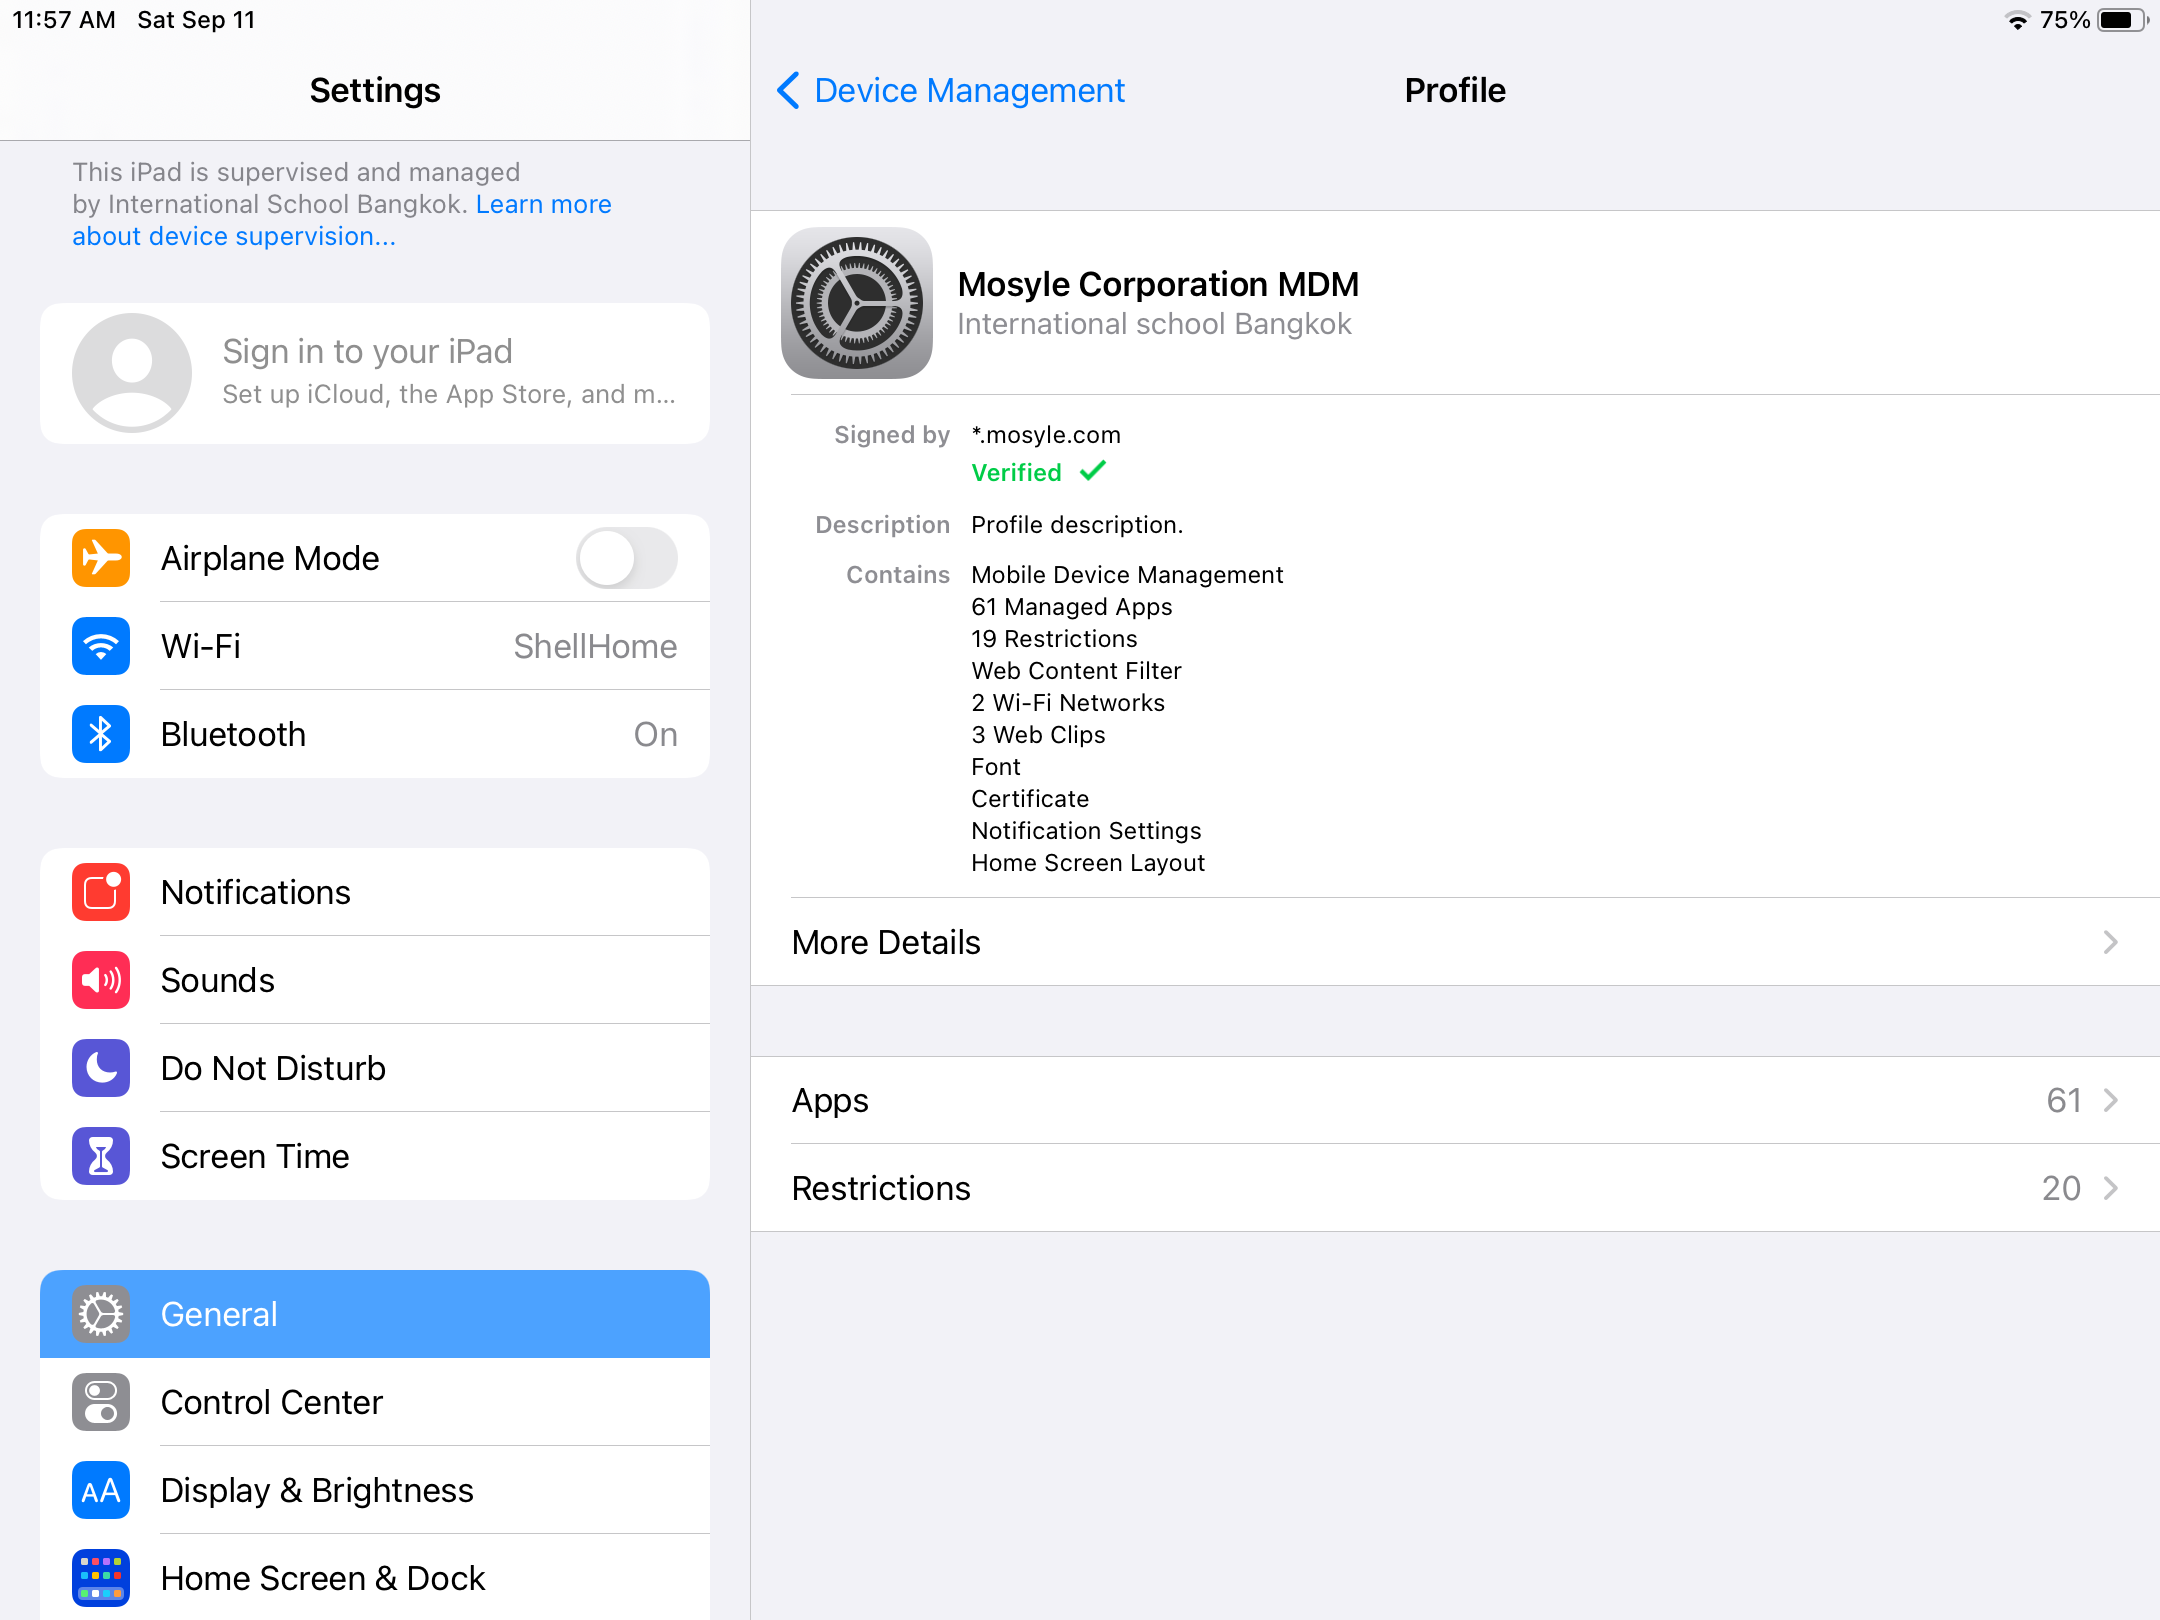 11:57 AM Sat Sep 11
75%
Settings
This iPad is supervised and managed
by International School Bangkok. Learn more
about device supervision...
Sign in to your iPad
Set up iCloud, the App Store, and m...
Airplane Mode
Wi-Fi ShellHome
Bluetooth On
Notifications
Sounds
Do Not Disturb
Screen Time
General
Control Center
AA Display & Brightness
Home Screen & Dock
Device Management
Profile
Mosyle Corporation MDM
International school Bangkok
Signed by *.mosyle.com
Verified
Description Profile description.
Contains Mobile Device Management
61 Managed Apps
19 Restrictions
Web Content Filter
2 Wi-Fi Networks
3 Web Clips
Font
Certificate
Notification Settings
Home Screen Layout
More Details
Apps 61
Restrictions 20